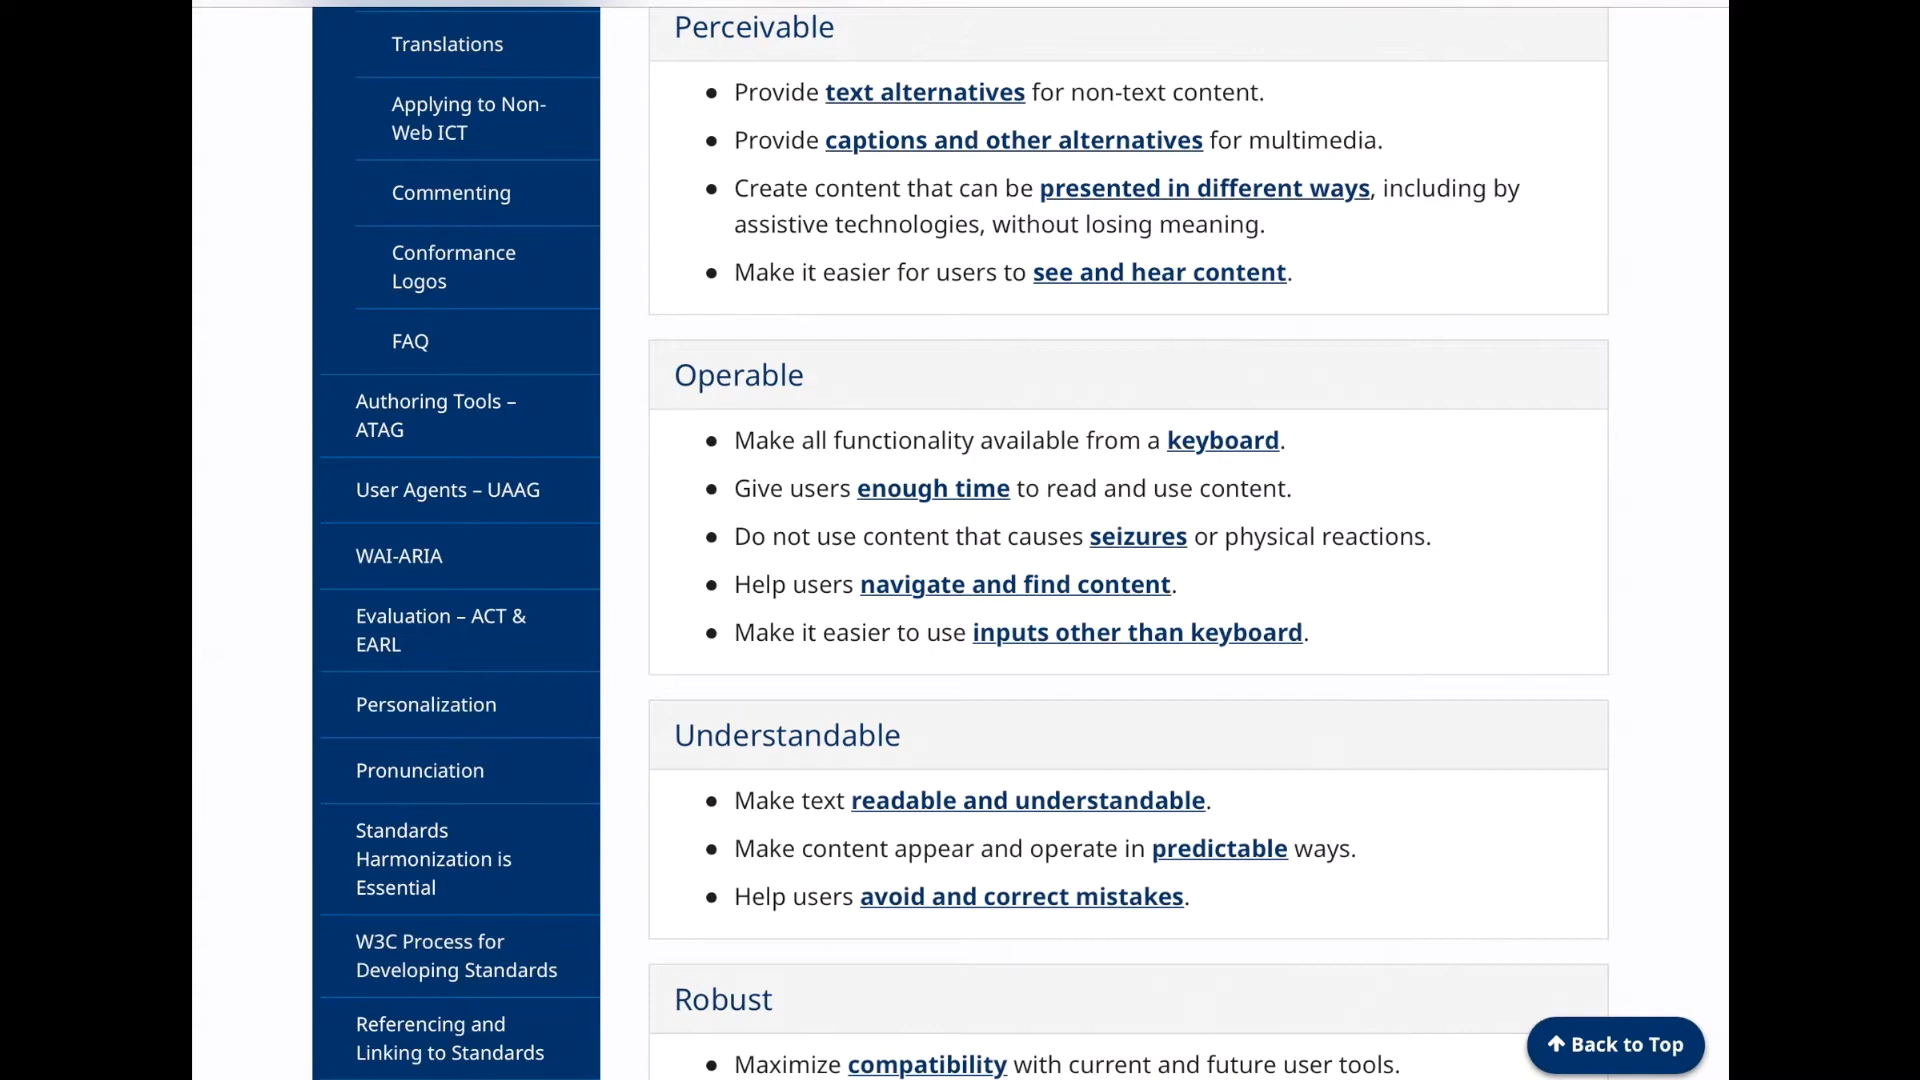 Translations
Applying to Non-
Web ICT
Commenting
Conformance
Logos
FAQ
Authoring Tools –
ATAG
User Agents – UAAG
WAI-ARIA
Evaluation – ACT &
EARL
Personalization
Pronunciation
Standards
Harmonization is
Essential
W3C Process for
Developing Standards
Referencing and
Linking to Standards
Perceivable
Provide text alternatives for non-text content.
Provide captions and other alternatives for multimedia.
Create content that can be presented in different ways, including by
assistive technologies, without losing meaning.
Make it easier for users to see and hear content.
Operable
Make all functionality available from a keyboard.
Give users enough time to read and use content.
Do not use content that causes seizures or physical reactions.
Help users navigate and find content.
Make it easier to use inputs other than keyboard.
Understandable
Make text readable and understandable.
Make content appear and operate in predictable ways.
Help users avoid and correct mistakes.
Robust
Maximize compatibility with current and future user tools.
Back to Top